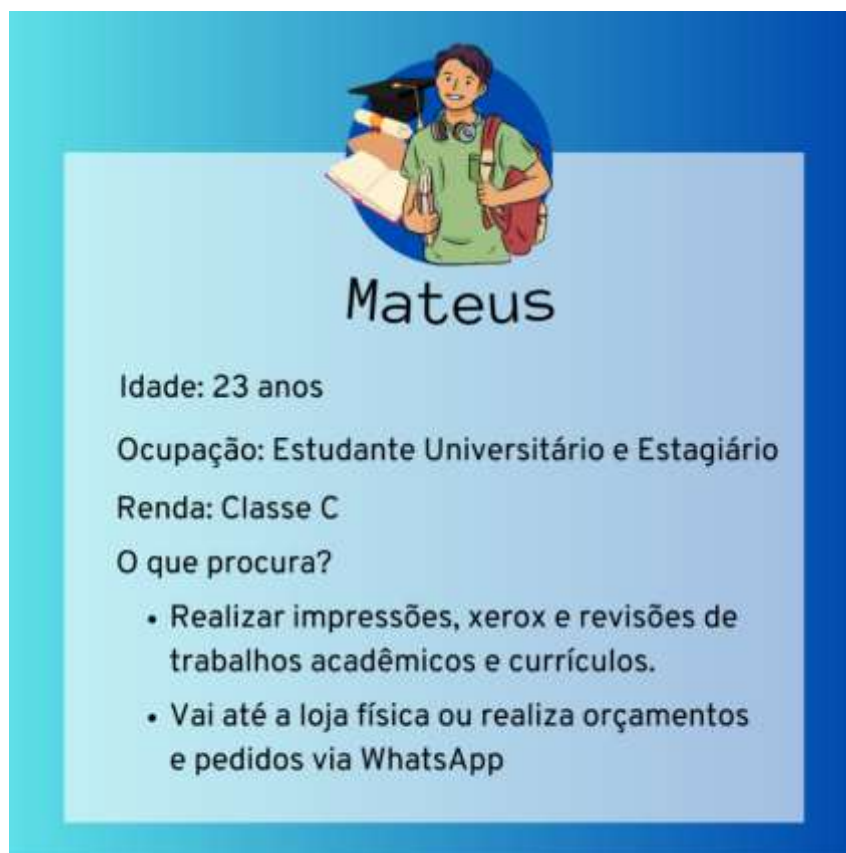 Mateus
Idade: 23 anos
Ocupação: Estudante Universitário e Estagiário
Renda: Classe C
O que procura?
• Realizar impressões, xerox e revisões de
trabalhos acadêmicos e currículos.
• Vai até a loja física ou realiza orçamentos
e pedidos via WhatsApp